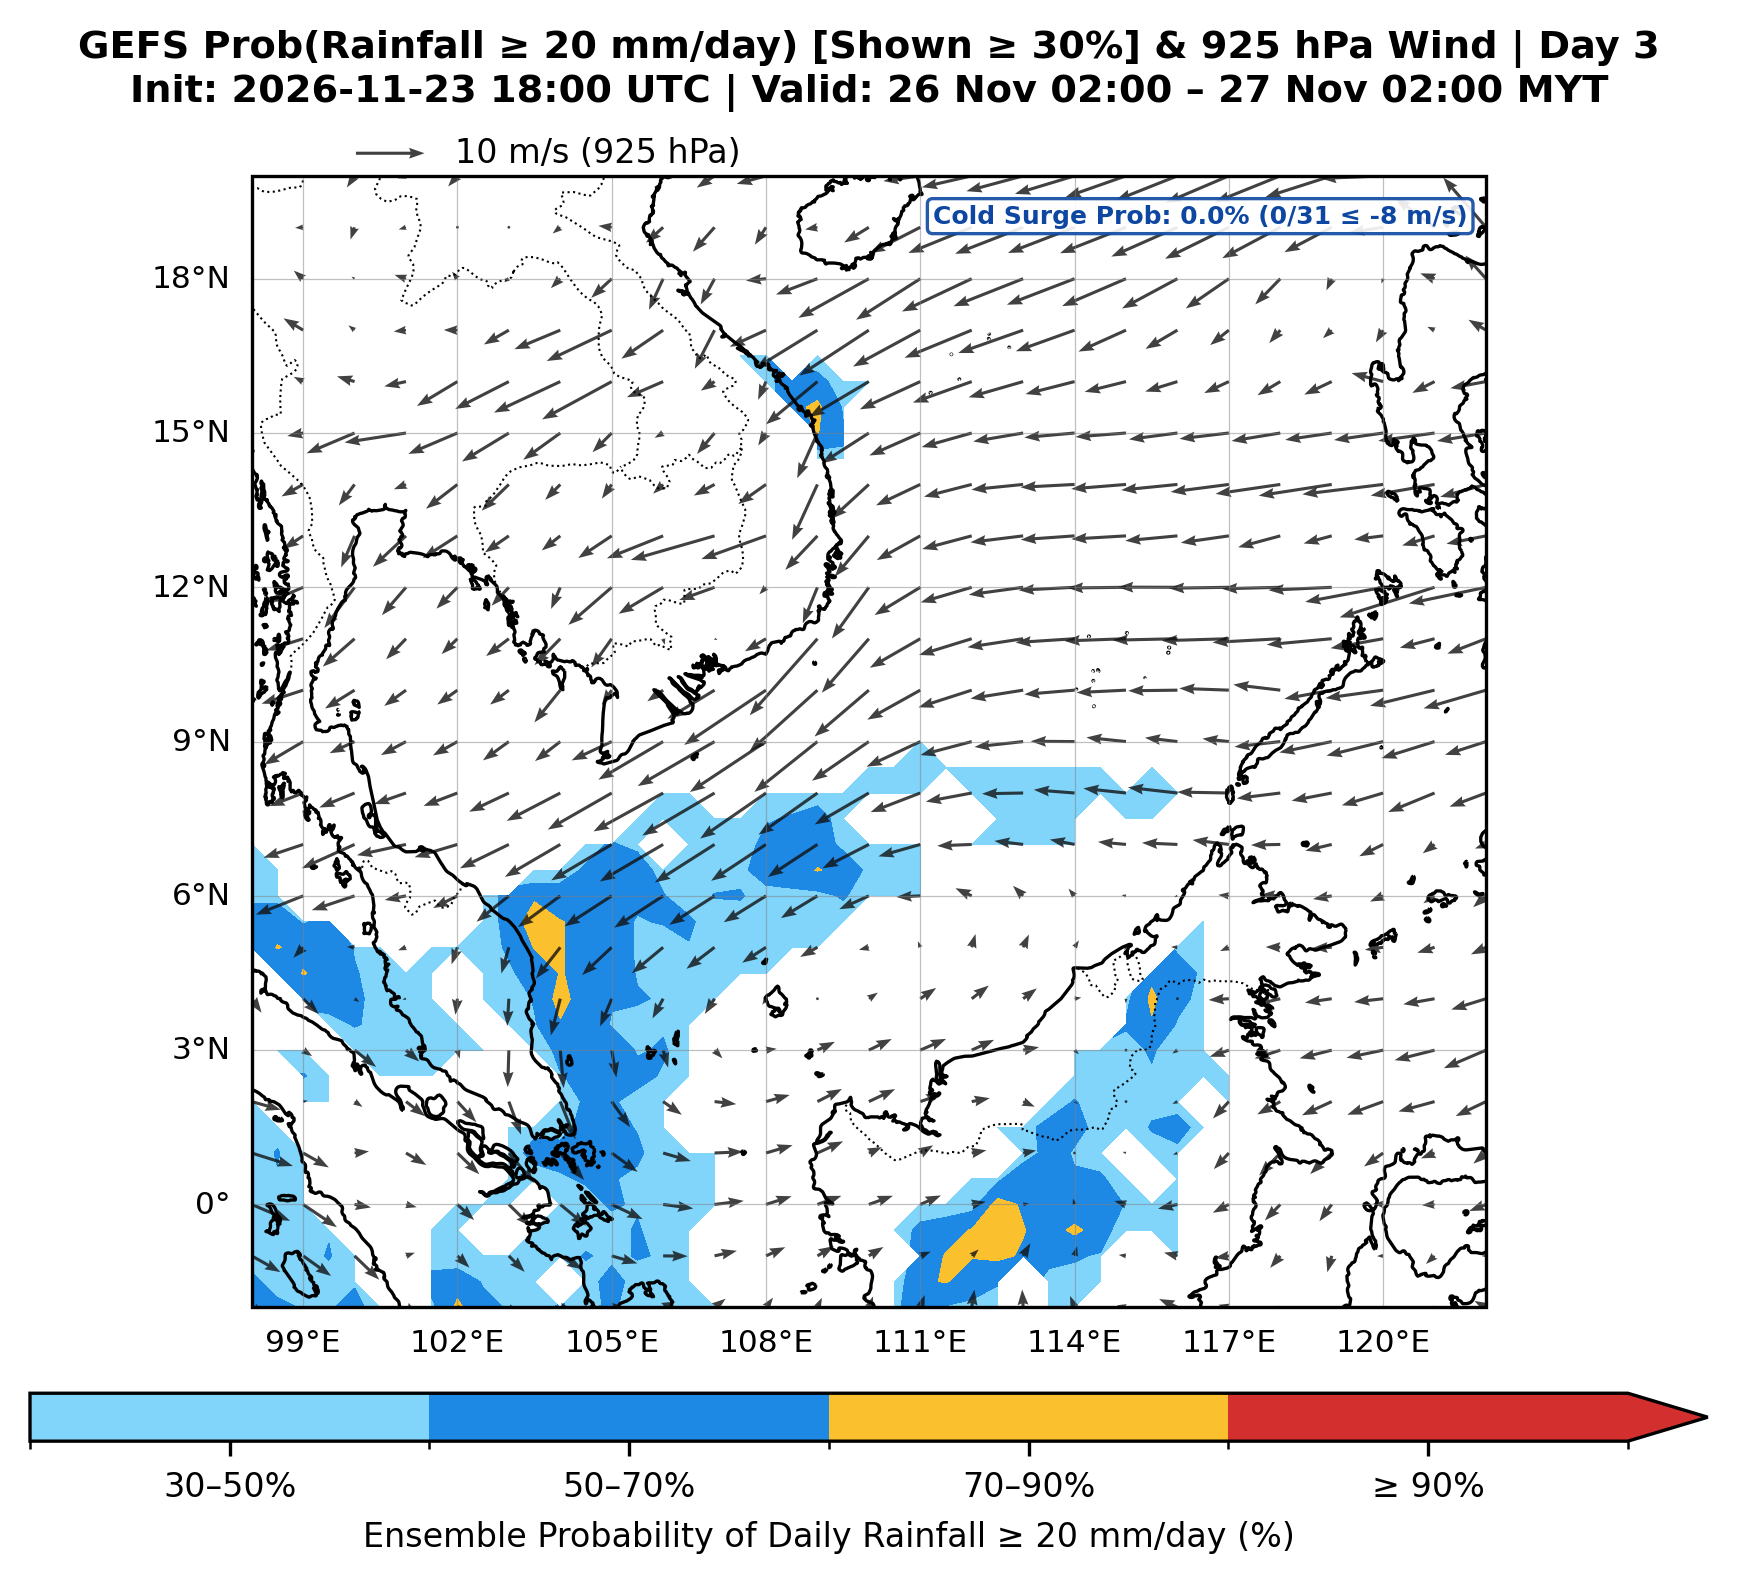 GEFS Prob(Rainfall ≥ 20 mm/day) [Shown ≥ 30%] & 925 hPa Wind | Day 3
Init: 2026-11-23 18:00 UTC | Valid: 26 Nov 02:00 – 27 Nov 02:00 MYT
10 m/s (925 hPa)
Cold Surge Prob: 0.0% (0/31 ≤ -8 m/s)
18°N
15°N
12°N
9°N
6°N
3°N
0°
99°E 102°E 105°E 108°E 111°E 114°E 117°E 120°E
30–50% 50–70% 70–90% ≥ 90%
Ensemble Probability of Daily Rainfall ≥ 20 mm/day (%)